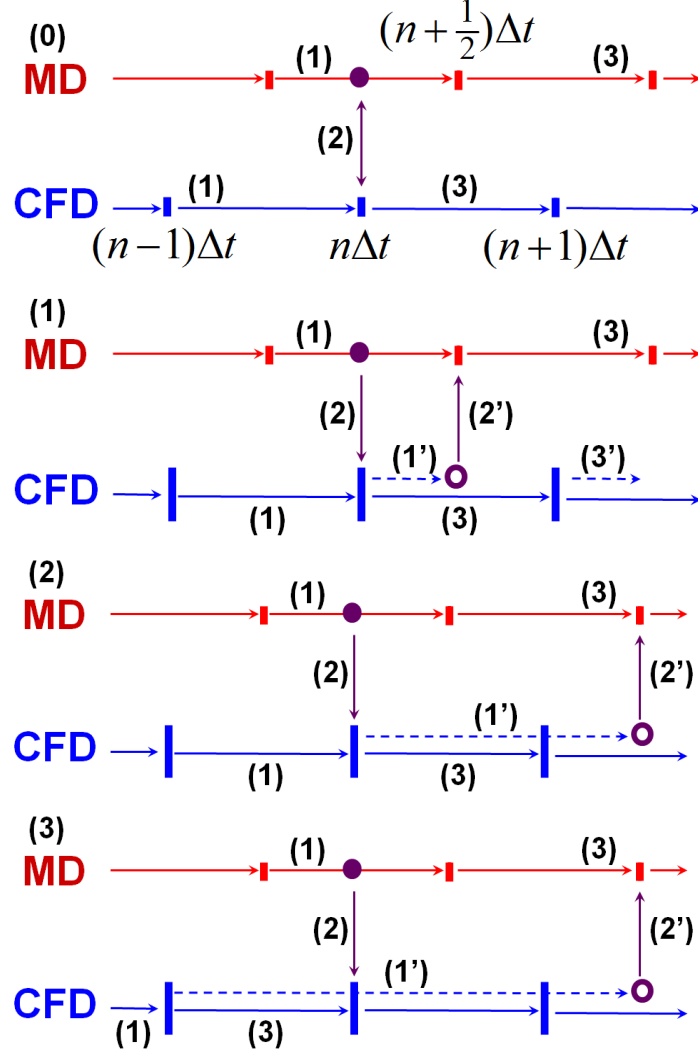 (0)
MD (1) (n + 1/2)Δt (3)
(2)
CFD (1) (3)
(n − 1)Δt nΔt (n + 1)Δt
(1)
MD (1) (3)
(2) (2’)
CFD (1’) (3’)
(1) (3)
(2)
MD (1) (3)
(2) (2’)
CFD (1’)
(1) (3)
(3)
MD (1) (3)
(2) (2’)
CFD (1’)
(1) (3)